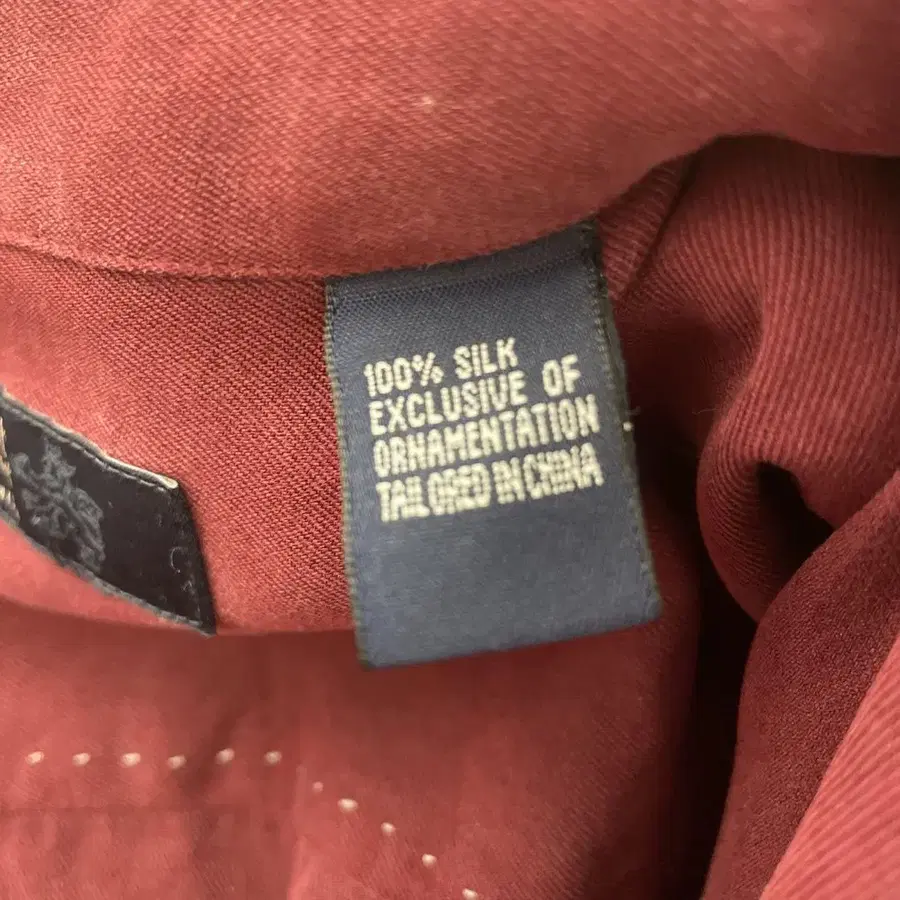 100% SILK
EXCLUSIVE OF
ORNAMENTATION
TAILORED IN CHINA